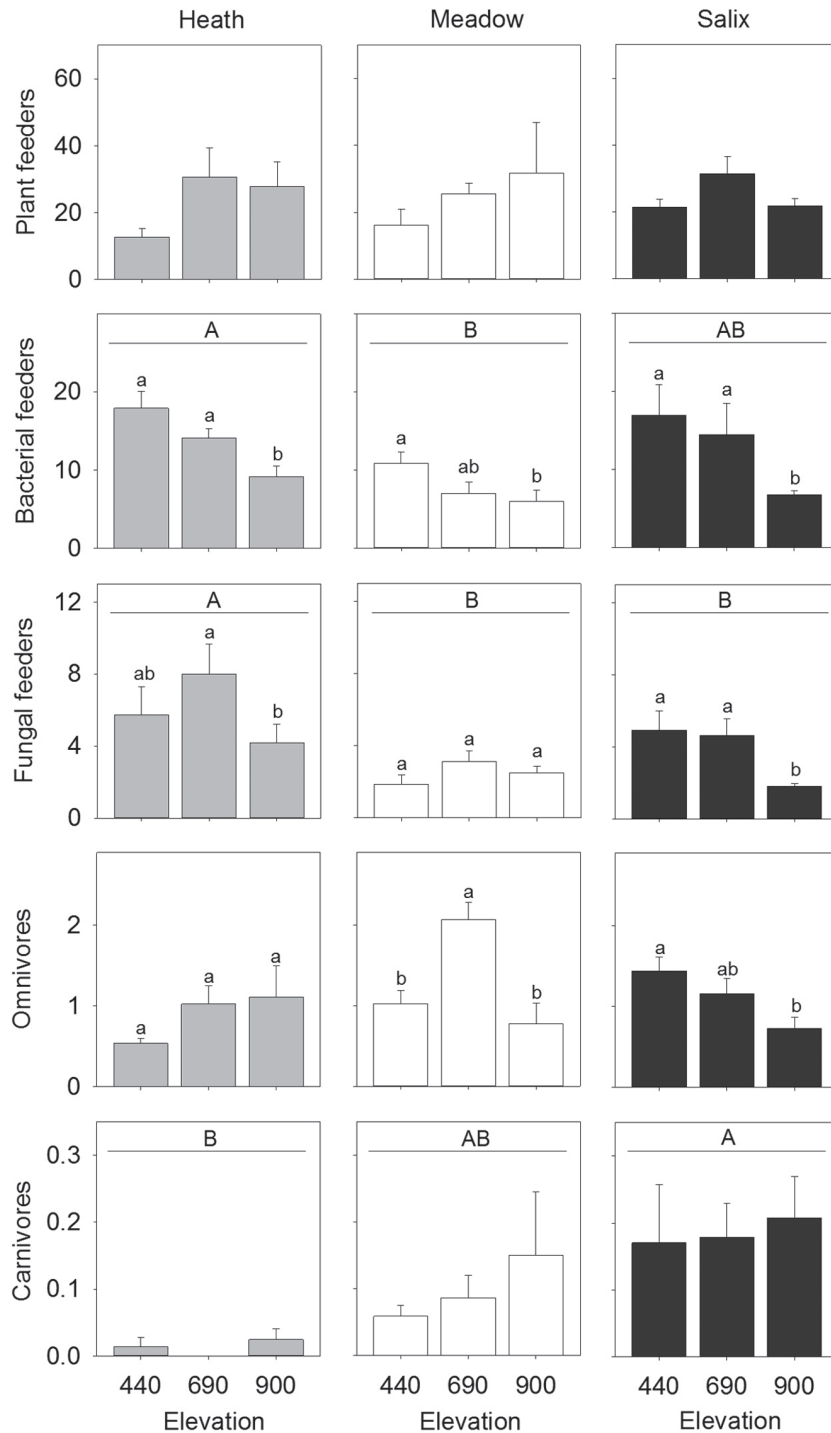 Heath Meadow Salix
Plant feeders
60
40
20
0
Bacterial feeders
20
10
0
A
a a b
B
a ab b
AB
a a b
Fungal feeders
12
8
4
0
A
ab a b
B
a a a
B
a a b
Omnivores
2
1
0
a a a
b a b
a ab b
Carnivores
0.3
0.2
0.1
0.0
B
AB
A
440 690 900 440 690 900 440 690 900
Elevation Elevation Elevation